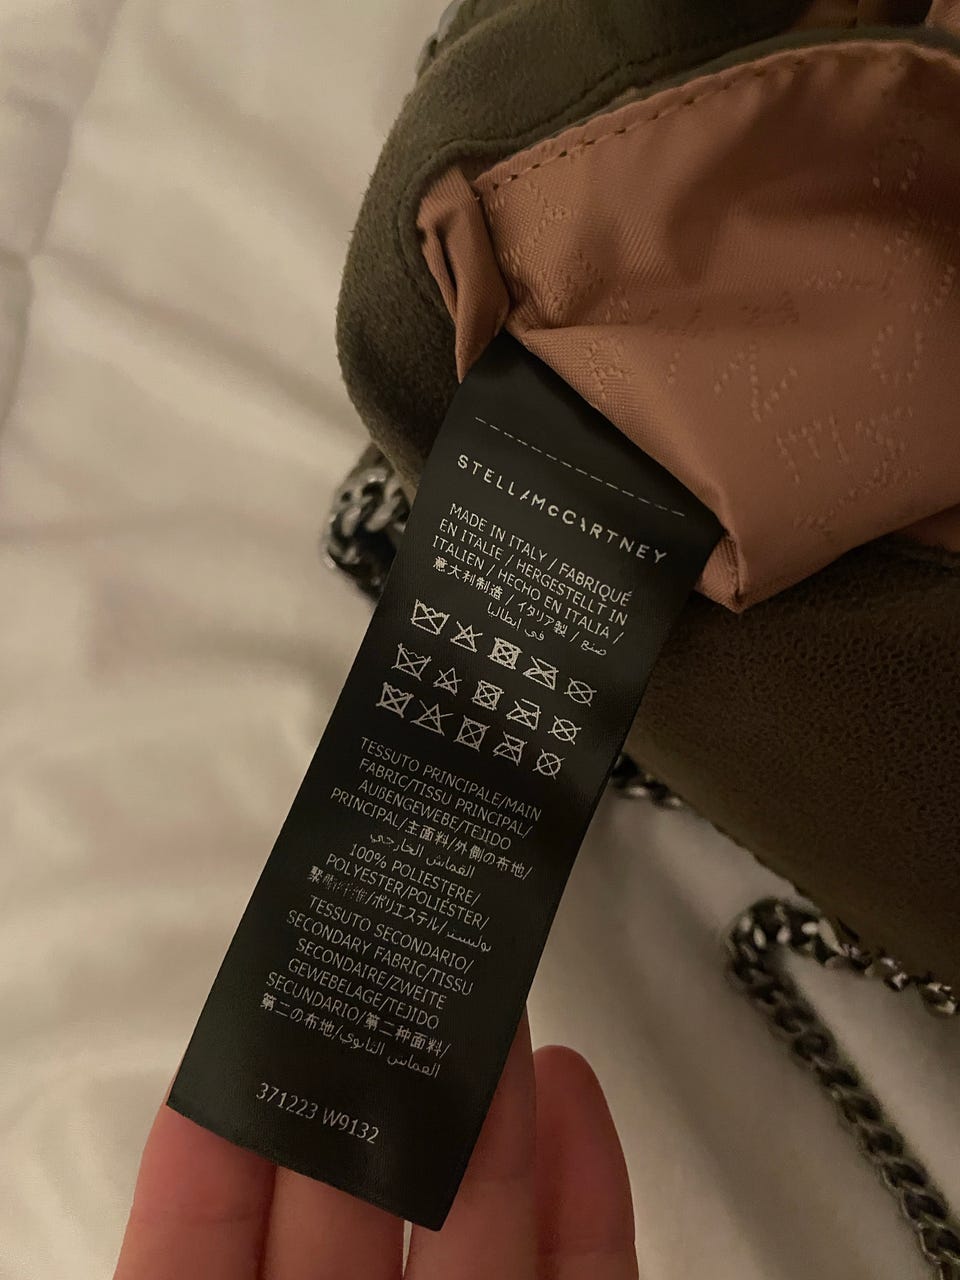 STELLAMcCARTNEY
MADE IN ITALY / FABRIQUÉ
EN ITALIE / HERGESTELLT IN
ITALIEN / HECHO EN ITALIA /
意大利制造 / イタリア製 / صنع
في إيطاليا
TESSUTO PRINCIPALE/MAIN
FABRIC/TISSU PRINCIPAL/
AUßENGEWEBE/TEJIDO
PRINCIPAL/主面料/外側の布地/
القماش الخارجي
100% POLIESTERE/
POLYESTER/POLIÉSTER/
ポリエステル/بوليستر
TESSUTO SECONDARIO/
SECONDARY FABRIC/TISSU
SECONDAIRE/ZWEITE
GEWEBELAGE/TEJIDO
SECUNDARIO/第二种面料/
第二の布地/القماش الثانوي
371223 W9132